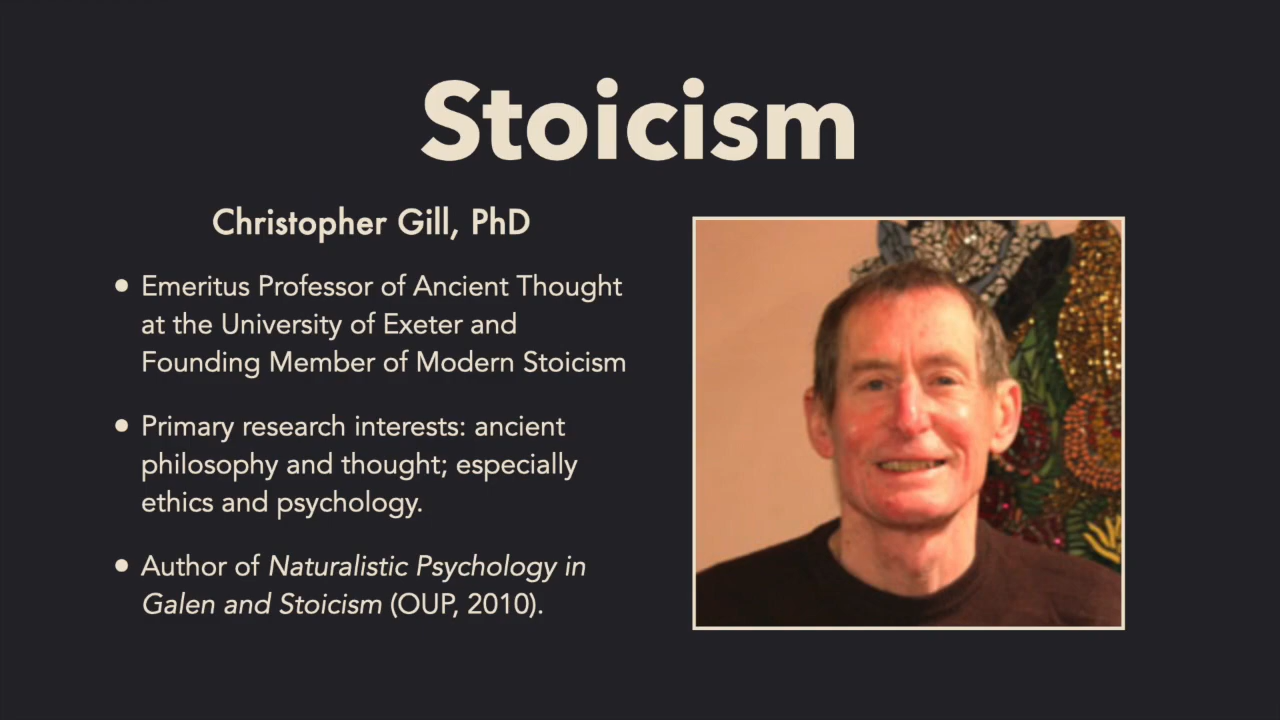 Stoicism
Christopher Gill, PhD
• Emeritus Professor of Ancient Thought
at the University of Exeter and
Founding Member of Modern Stoicism
• Primary research interests: ancient
philosophy and thought; especially
ethics and psychology.
• Author of Naturalistic Psychology in
Galen and Stoicism (OUP, 2010).